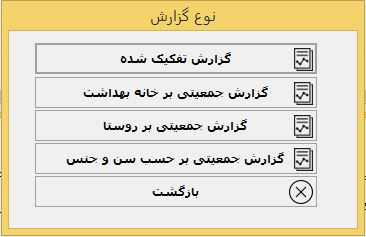 نوع گزارش
گزارش تفکیک شده
گزارش جمعیتی بر خانه بهداشت
گزارش جمعیتی بر روستا
گزارش جمعیتی بر حسب سن و جنس
بازگشت